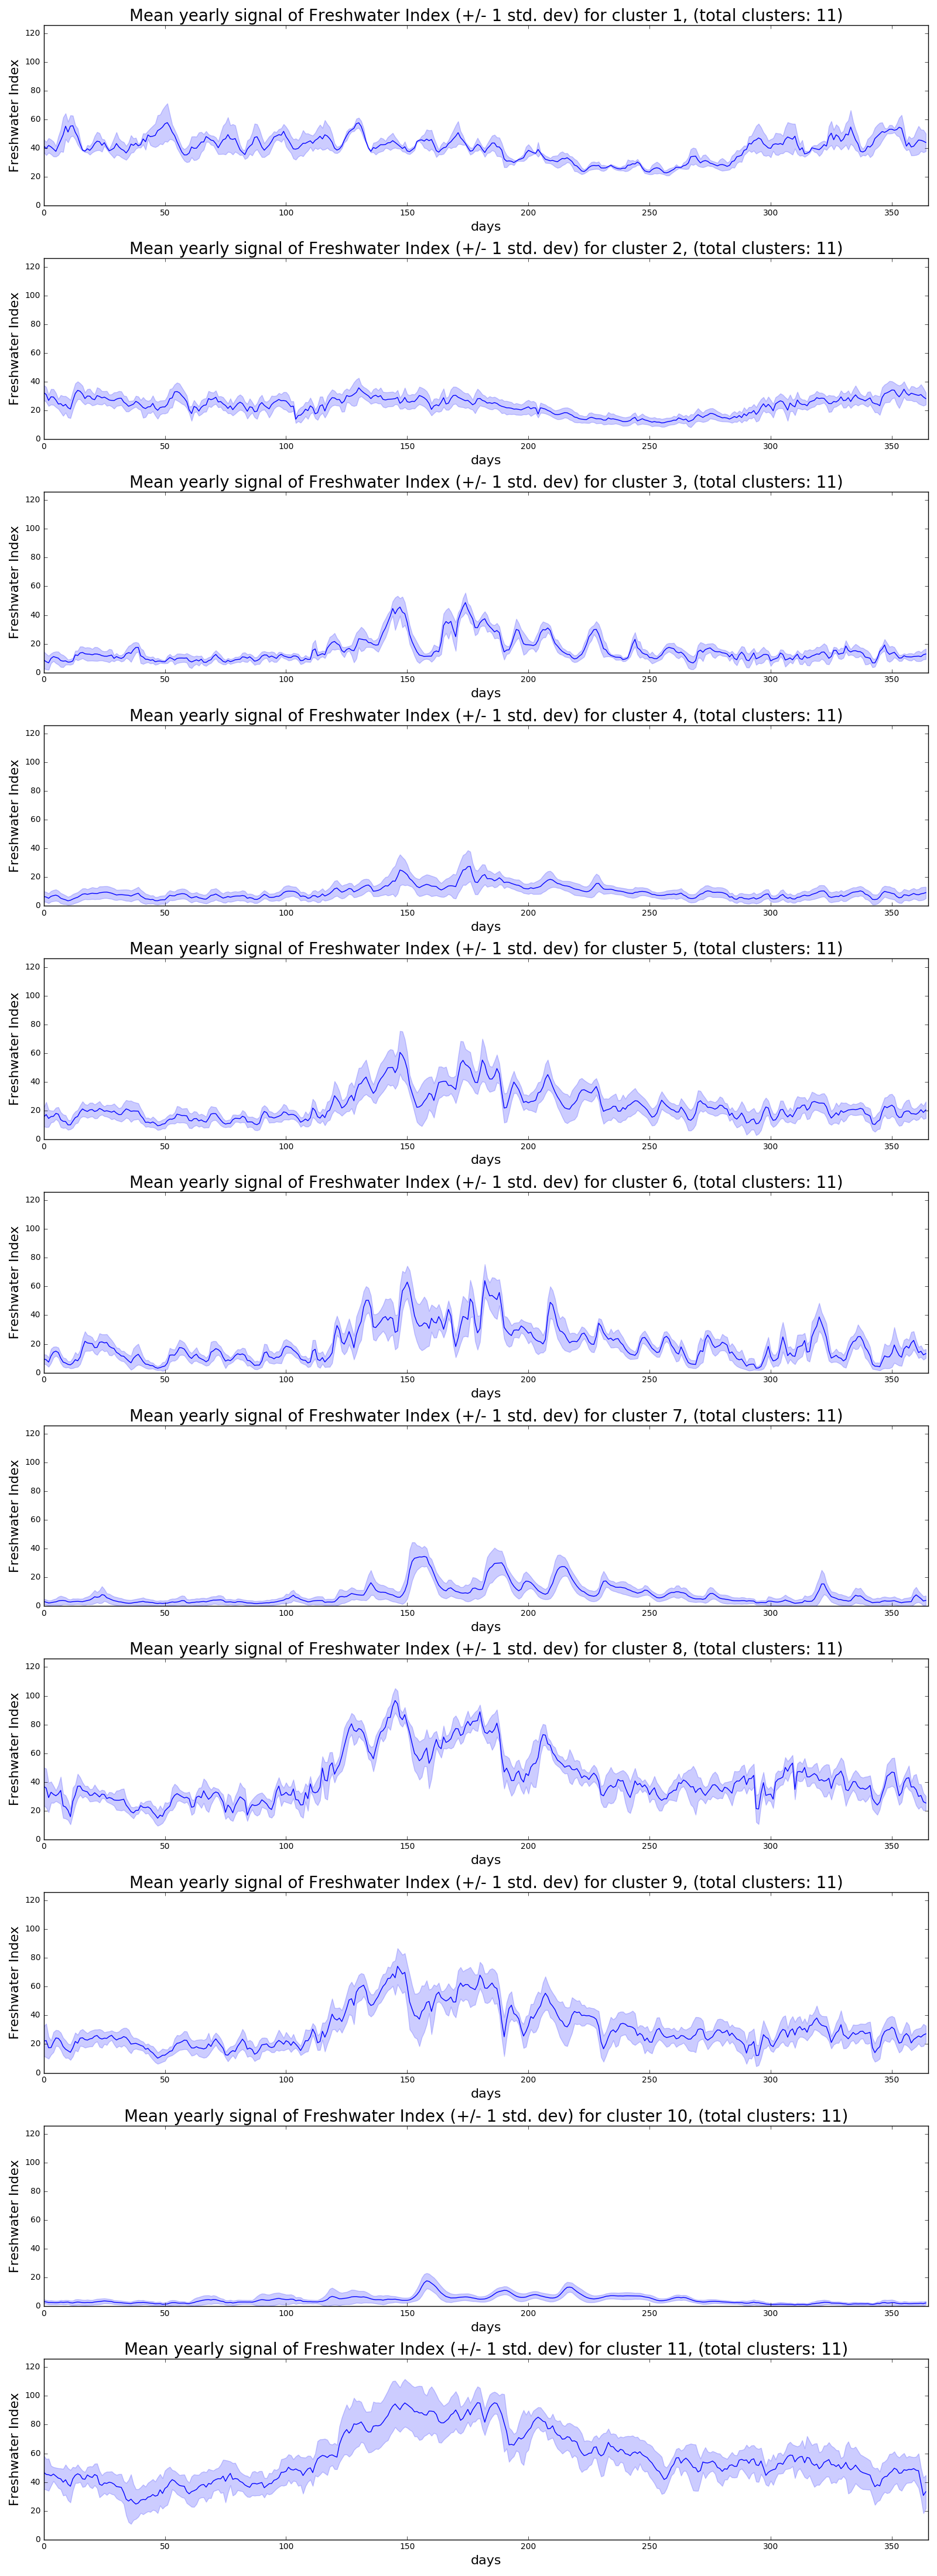 Mean yearly signal of Freshwater Index (+/- 1 std. dev) for cluster 1, (total clusters: 11)
120
100
80
60
40
20
0
Freshwater Index
0 50 100 150 200 250 300 350
days
Mean yearly signal of Freshwater Index (+/- 1 std. dev) for cluster 2, (total clusters: 11)
120
100
80
60
40
20
0
Freshwater Index
0 50 100 150 200 250 300 350
days
Mean yearly signal of Freshwater Index (+/- 1 std. dev) for cluster 3, (total clusters: 11)
120
100
80
60
40
20
0
Freshwater Index
0 50 100 150 200 250 300 350
days
Mean yearly signal of Freshwater Index (+/- 1 std. dev) for cluster 4, (total clusters: 11)
120
100
80
60
40
20
0
Freshwater Index
0 50 100 150 200 250 300 350
days
Mean yearly signal of Freshwater Index (+/- 1 std. dev) for cluster 5, (total clusters: 11)
120
100
80
60
40
20
0
Freshwater Index
0 50 100 150 200 250 300 350
days
Mean yearly signal of Freshwater Index (+/- 1 std. dev) for cluster 6, (total clusters: 11)
120
100
80
60
40
20
0
Freshwater Index
0 50 100 150 200 250 300 350
days
Mean yearly signal of Freshwater Index (+/- 1 std. dev) for cluster 7, (total clusters: 11)
120
100
80
60
40
20
0
Freshwater Index
0 50 100 150 200 250 300 350
days
Mean yearly signal of Freshwater Index (+/- 1 std. dev) for cluster 8, (total clusters: 11)
120
100
80
60
40
20
0
Freshwater Index
0 50 100 150 200 250 300 350
days
Mean yearly signal of Freshwater Index (+/- 1 std. dev) for cluster 9, (total clusters: 11)
120
100
80
60
40
20
0
Freshwater Index
0 50 100 150 200 250 300 350
days
Mean yearly signal of Freshwater Index (+/- 1 std. dev) for cluster 10, (total clusters: 11)
120
100
80
60
40
20
0
Freshwater Index
0 50 100 150 200 250 300 350
days
Mean yearly signal of Freshwater Index (+/- 1 std. dev) for cluster 11, (total clusters: 11)
120
100
80
60
40
20
0
Freshwater Index
0 50 100 150 200 250 300 350
days